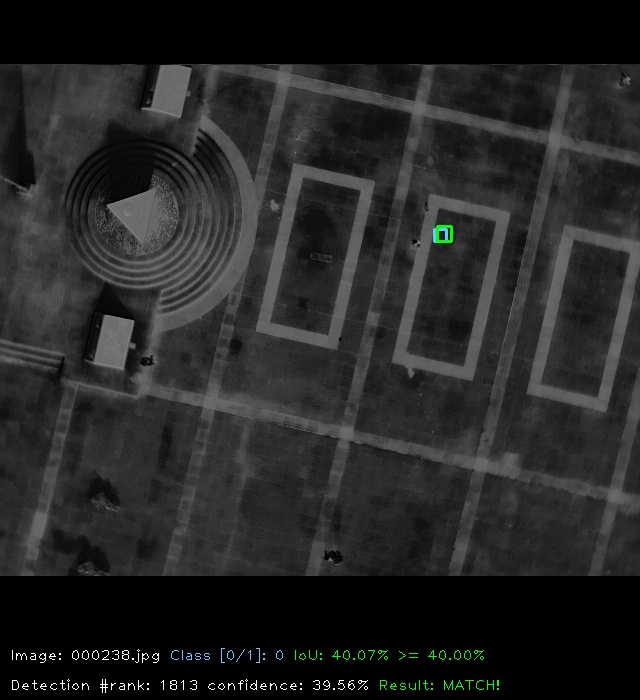 Image: 000238.jpg Class [0/1]: 0 IoU: 40.07% >= 40.00%
Detection #rank: 1813 confidence: 39.56% Result: MATCH!